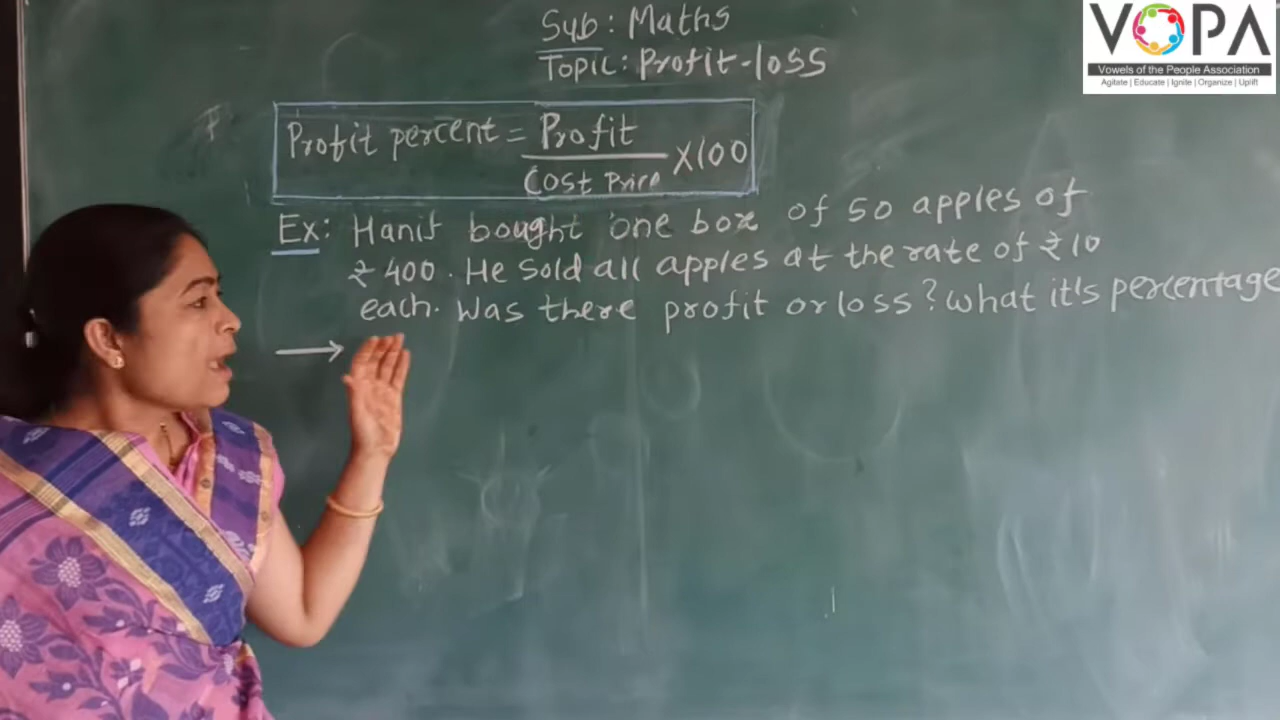 Sub: Maths
Topic: Profit-loss
VOPA
Vowels of the People Association
Agitate | Educate | Ignite | Organize | Uplift
Profit percent = Profit / Cost Price X100
Ex: Hanif bought one box of 50 apples of
₹400. He sold all apples at the rate of ₹10
each. Was there profit or loss? What it's percentage